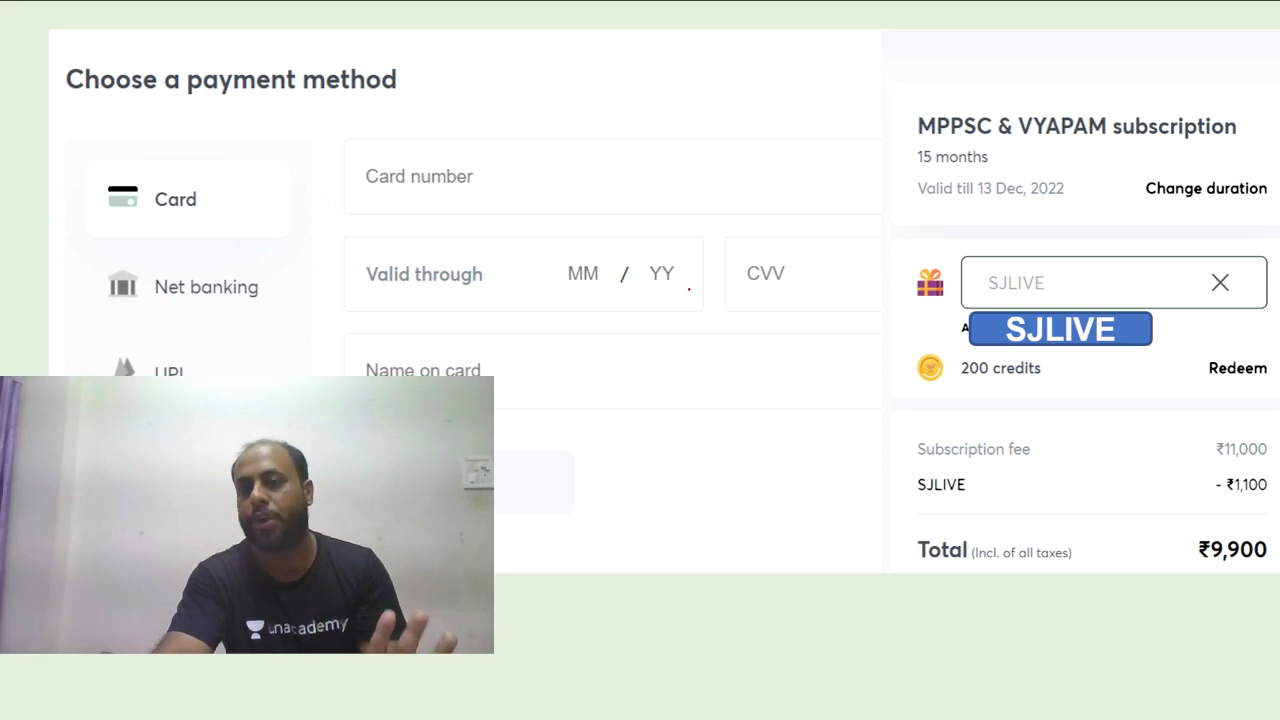 Choose a payment method
Card
Net banking
UPI
Card number
Valid through MM / YY
CVV
Name on card
MPPSC & VYAPAM subscription
15 months
Valid till 13 Dec, 2022 Change duration
SJLIVE
SJLIVE
200 credits Redeem
Subscription fee ₹11,000
SJLIVE - ₹1,100
Total (Incl. of all taxes) ₹9,900
unacademy